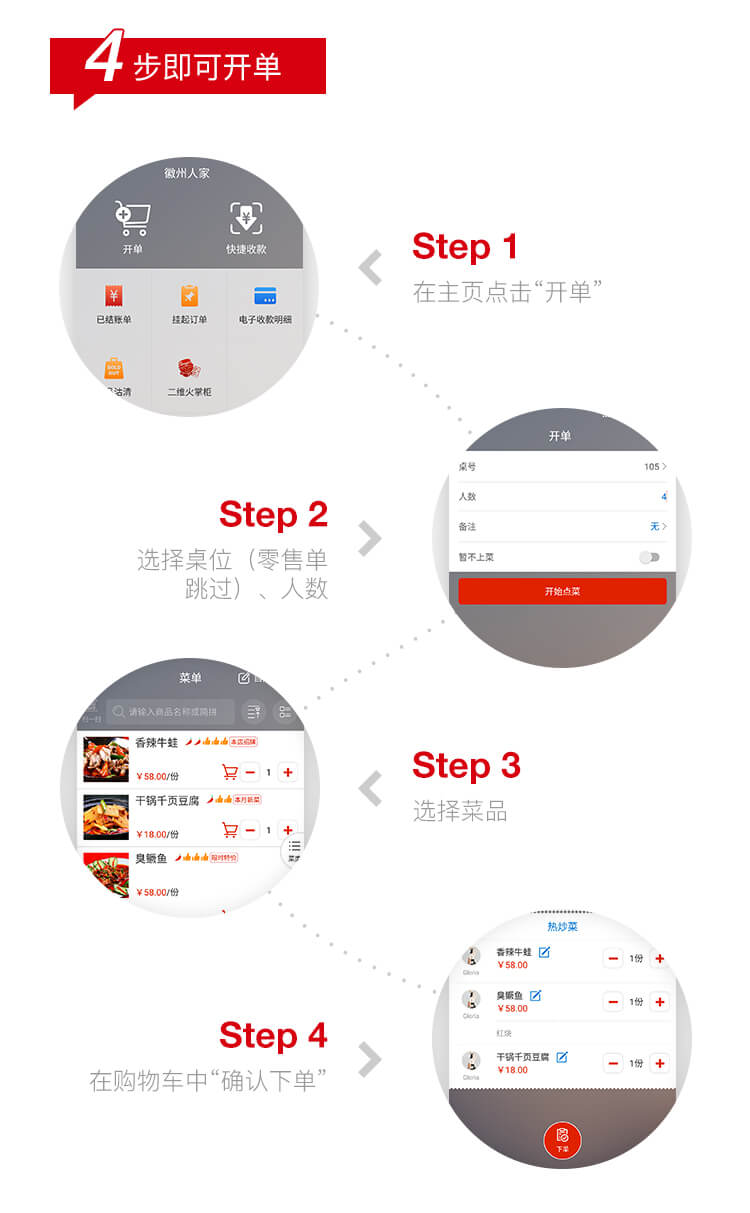 4 步即可开单
徽州人家
开单
快捷收款
已结账单
挂起订单
电子收款明细
SOLD OUT
沽清
二维火掌柜
Step 1
在主页点击“开单”
开单
桌号
105
人数
4
备注
无
暂不上菜
开始点菜
Step 2
选择桌位（零售单
跳过）、人数
菜单
扫一扫
请输入商品名称或简拼
香辣牛蛙
本店招牌
￥58.00/份
1
干锅千页豆腐
本月新菜
￥18.00/份
1
臭鳜鱼
限时特价
￥58.00/份
Step 3
选择菜品
热炒菜
香辣牛蛙
￥58.00
1份
Gloria
臭鳜鱼
￥58.00
1份
Gloria
红烧
干锅千页豆腐
￥18.00
1份
Gloria
下单
Step 4
在购物车中“确认下单”